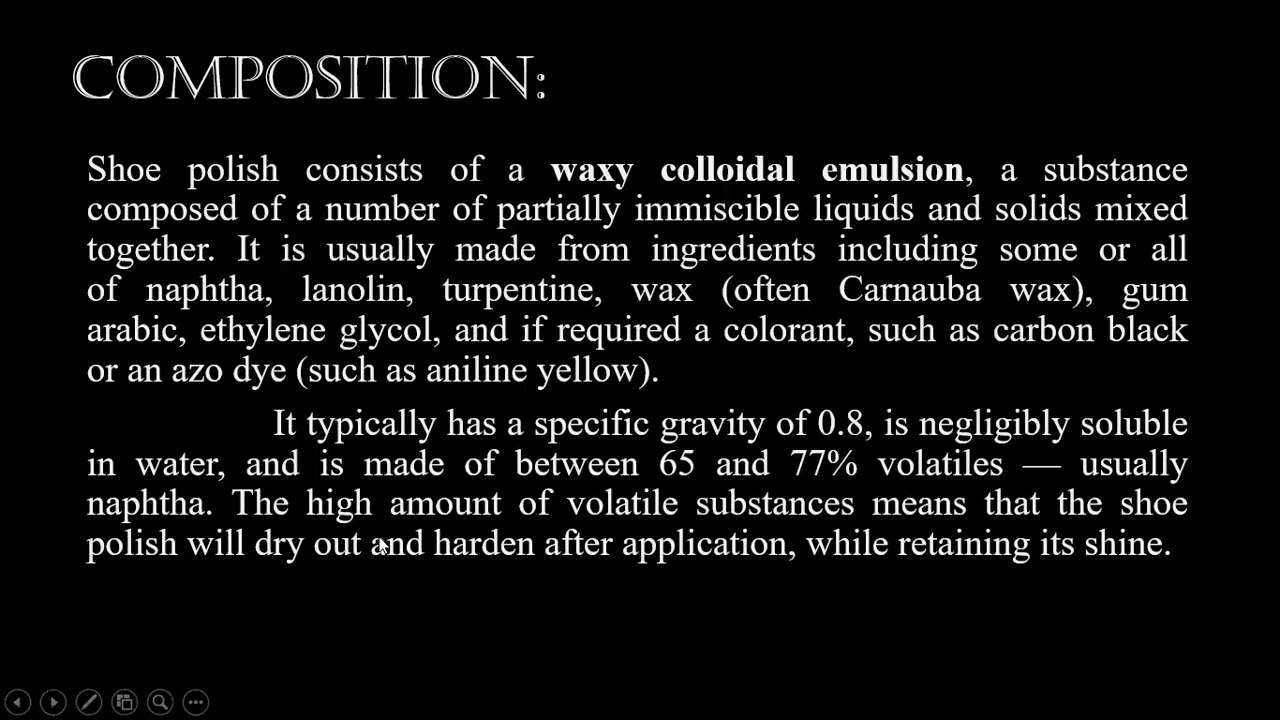 COMPOSITION:
Shoe polish consists of a waxy colloidal emulsion, a substance
composed of a number of partially immiscible liquids and solids mixed
together. It is usually made from ingredients including some or all
of naphtha, lanolin, turpentine, wax (often Carnauba wax), gum
arabic, ethylene glycol, and if required a colorant, such as carbon black
or an azo dye (such as aniline yellow).
It typically has a specific gravity of 0.8, is negligibly soluble
in water, and is made of between 65 and 77% volatiles — usually
naphtha. The high amount of volatile substances means that the shoe
polish will dry out and harden after application, while retaining its shine.